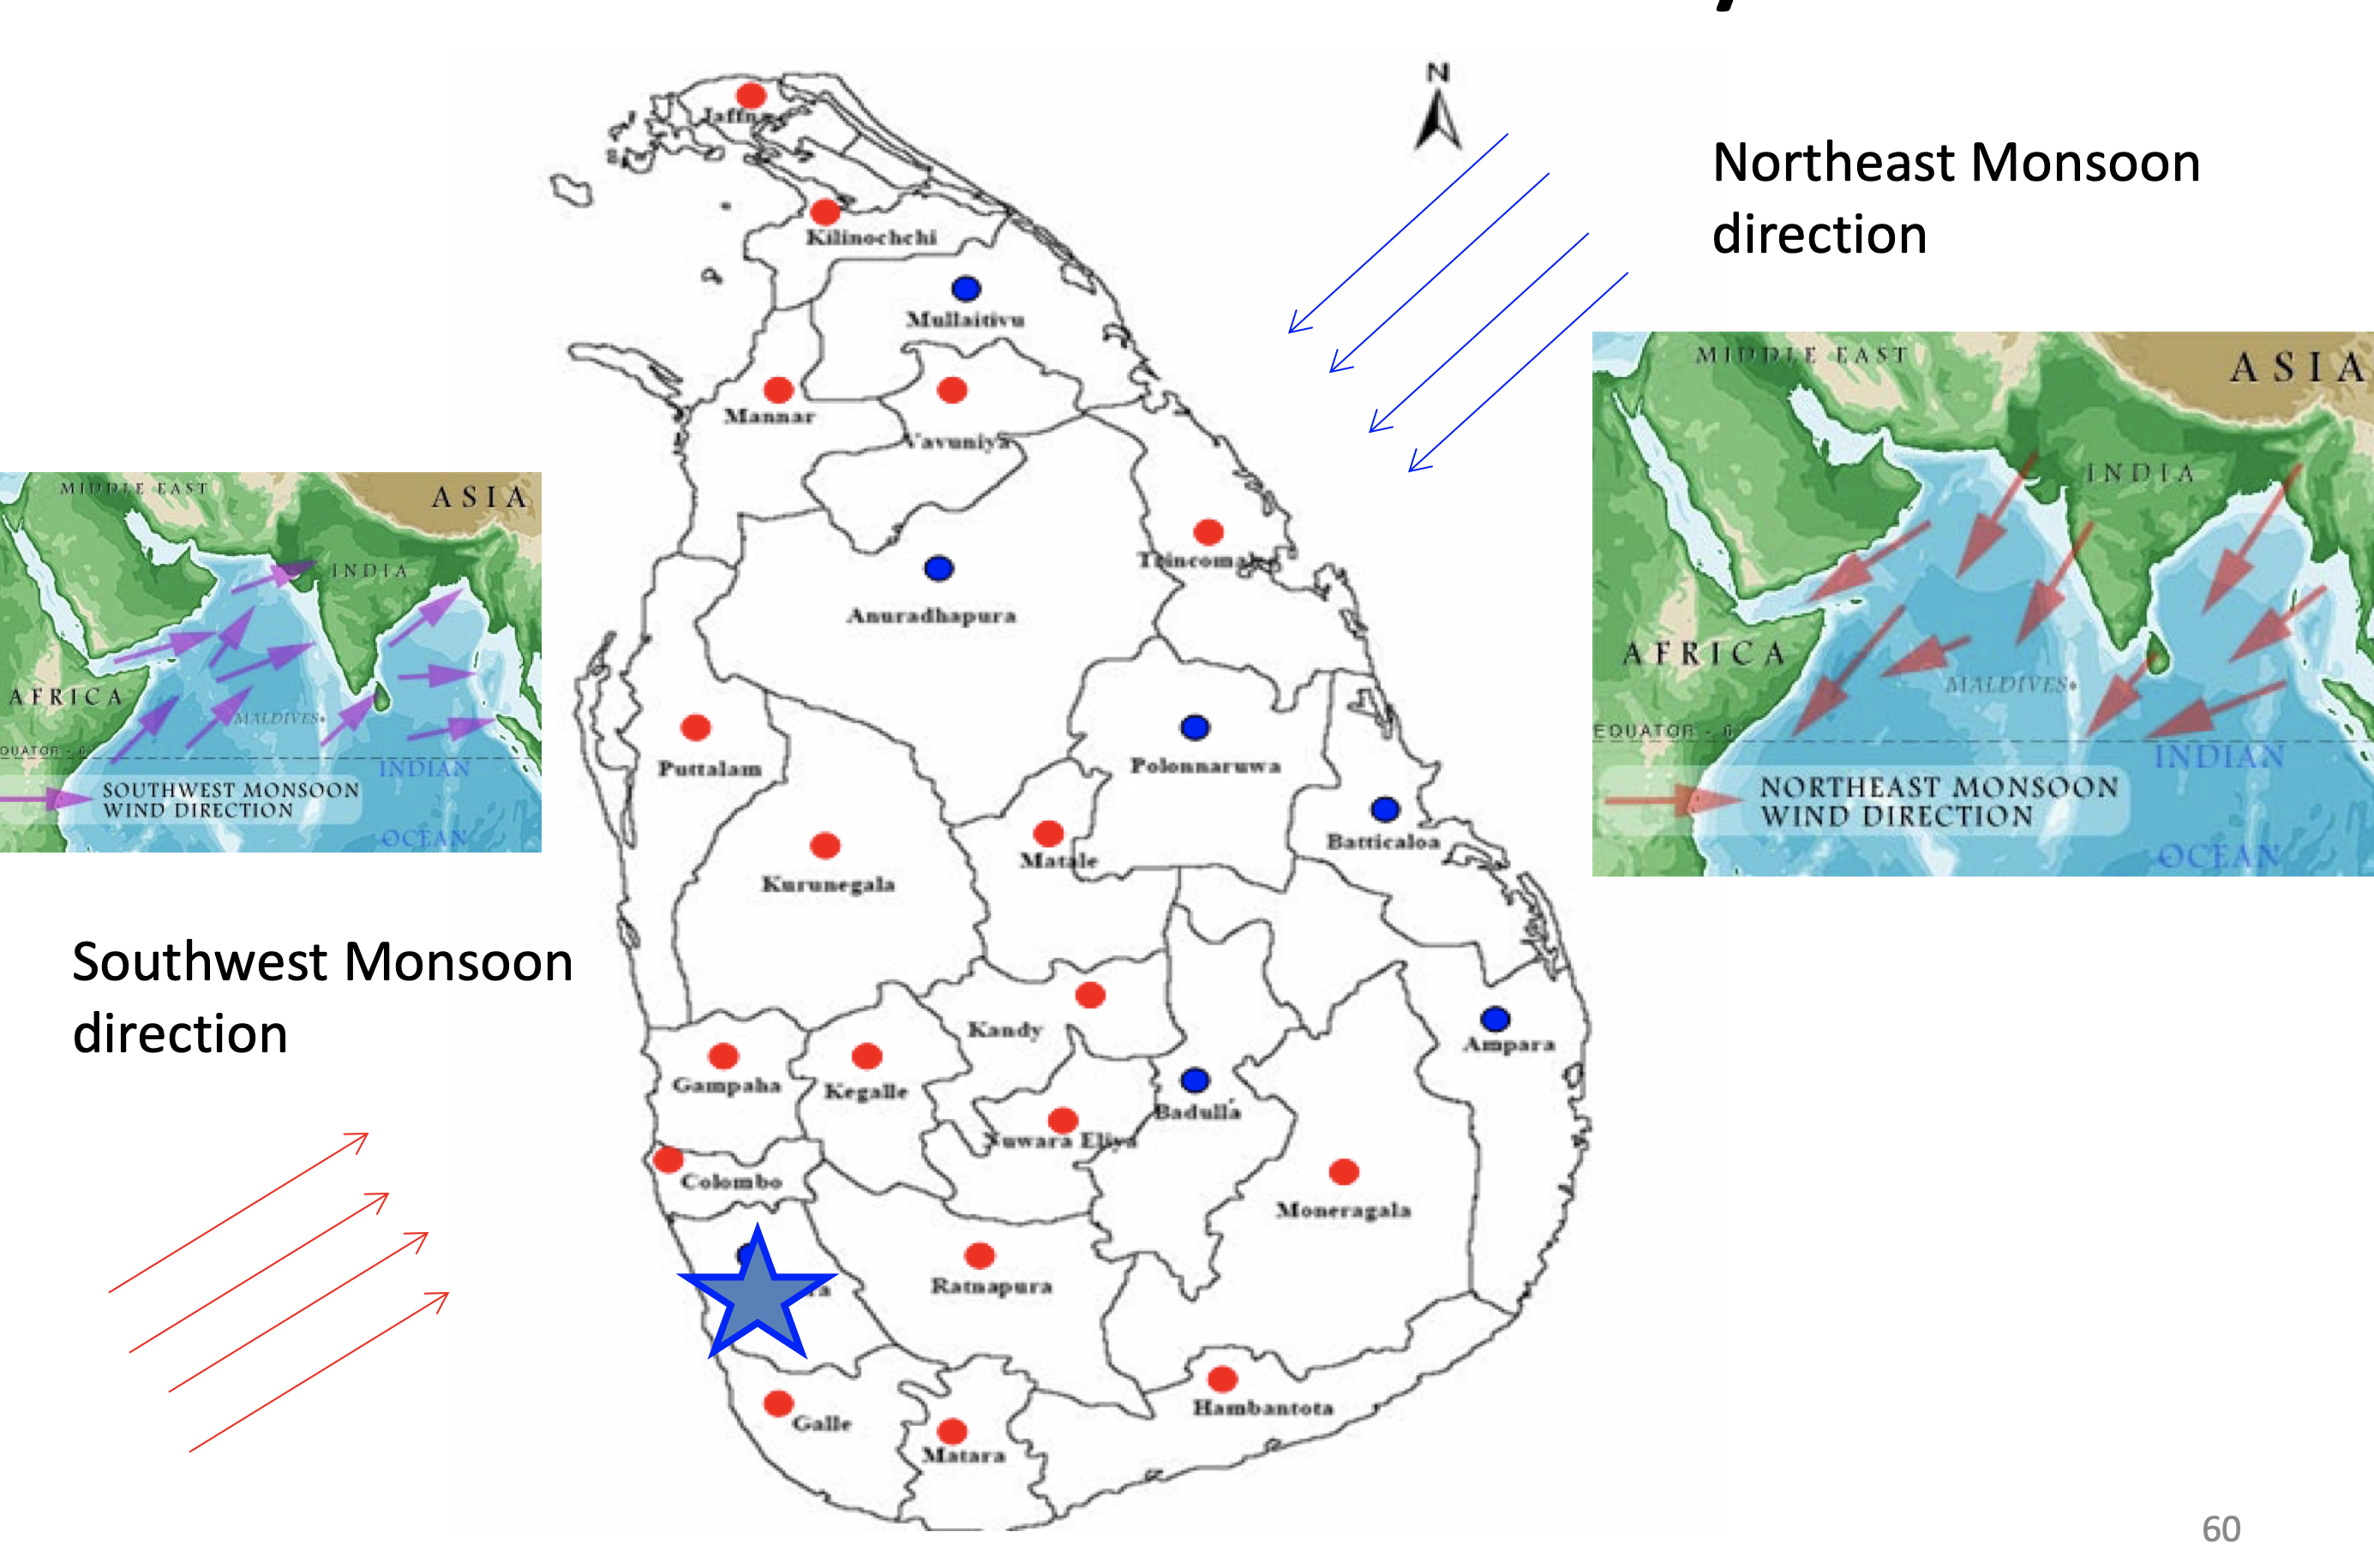 N
Northeast Monsoon
direction
Jaffna
Kilinochchi
Mullaitivu
Mannar
Vavuniya
Trincomal
Anuradhapura
Puttalam
Polonnaruwa
Batticaloa
Matale
Kurunegala
Kandy
Ampara
Gampaha
Kegalle
Badulla
Nuwara Eliya
Colombo
Moneragala
Ratnapura
Hambantota
Galle
Matara
MIDDLE EAST
ASIA
INDIA
AFRICA
MALDIVES
EQUATOR - 0
INDIAN
NORTHEAST MONSOON
WIND DIRECTION
OCEAN
MIDDLE EAST
ASIA
INDIA
AFRICA
MALDIVES
QUATOR - 0
INDIAN
SOUTHWEST MONSOON
WIND DIRECTION
OCEAN
Southwest Monsoon
direction
60